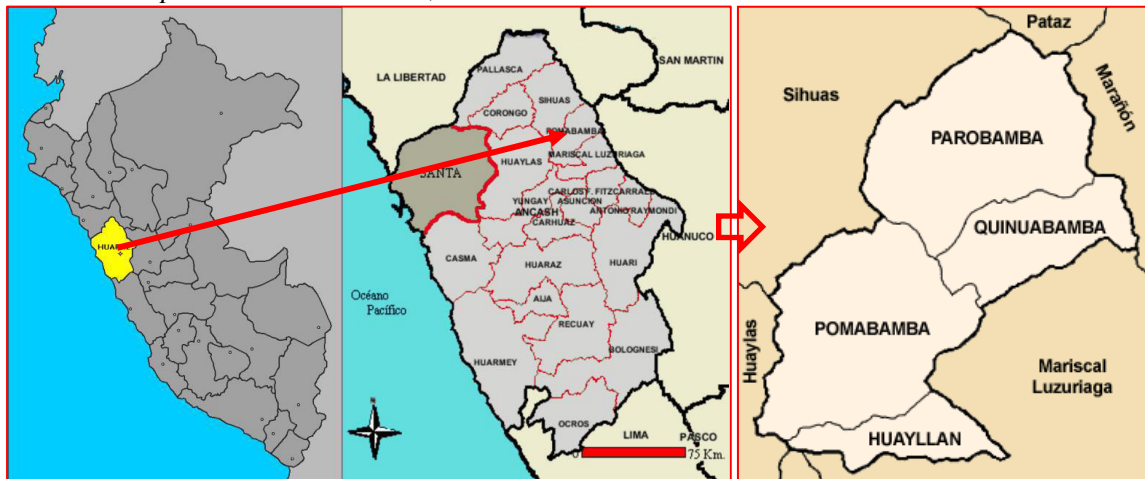 HUARAZ
LA LIBERTAD
SAN MARTIN
PALLASCA
SIHUAS
CORONGO
POMABAMBA
HUAYLAS
MARISCAL LUZURIAGA
SANTA
CARLOS F. FITZCARRALD
YUNGAY
ASUNCION
ANCASH
ANTONIO RAYMONDI
CARHUAZ
HUANUCO
CASMA
HUARAZ
HUARI
Océano
Pacífico
AIJA
RECUAY
HUARMEY
BOLOGNESI
N
OCROS
LIMA
PASCO
0
75 Km.
Pataz
Marañón
Sihuas
PAROBAMBA
QUINUABAMBA
POMABAMBA
Huaylas
Mariscal
Luzuriaga
HUAYLLAN